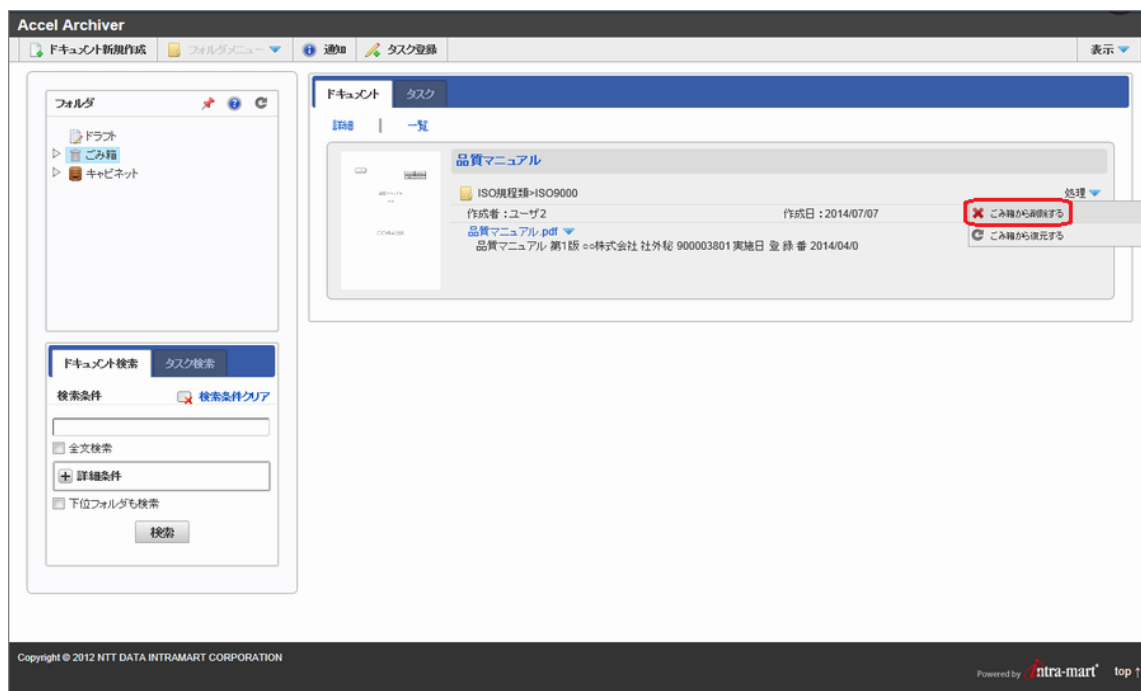 Accel Archiver
ドキュメント新規作成 フォルダメニュー 通知 タスク登録 表示
フォルダ
ドラフト
ごみ箱
キャビネット
ドキュメント タスク
詳細 | 一覧
品質マニュアル
ISO規程類>ISO9000 処理
作成者 : ユーザ2 作成日 : 2014/07/07
ごみ箱から削除する
ごみ箱から復元する
品質マニュアル.pdf
品質マニュアル 第1版 ○○株式会社 社外秘 900003801 実施日 登 録 番 2014/04/0
ドキュメント検索 タスク検索
検索条件 検索条件クリア
全文検索
詳細条件
下位フォルダも検索
検索
Copyright © 2012 NTT DATA INTRAMART CORPORATION
Powered by intra-mart top ↑